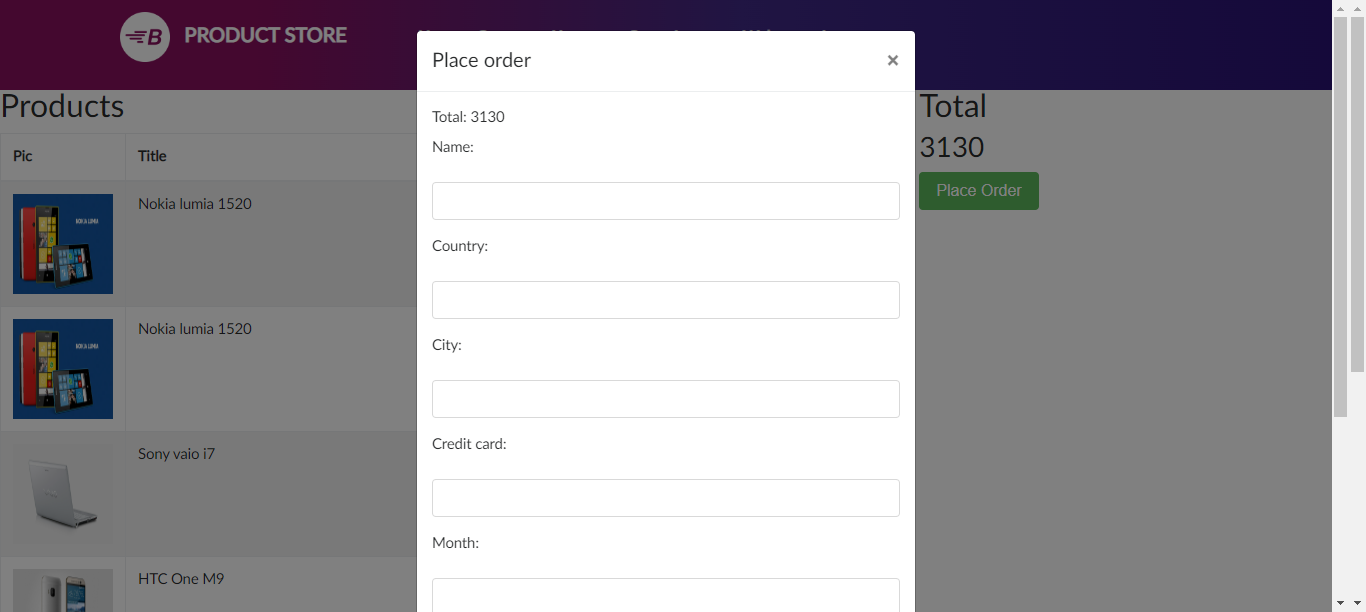 PRODUCT STORE
Products
Pic Title
Nokia lumia 1520
Nokia lumia 1520
Sony vaio i7
HTC One M9
Place order ×
Total: 3130
Name:
Country:
City:
Credit card:
Month:
Total
3130
Place Order